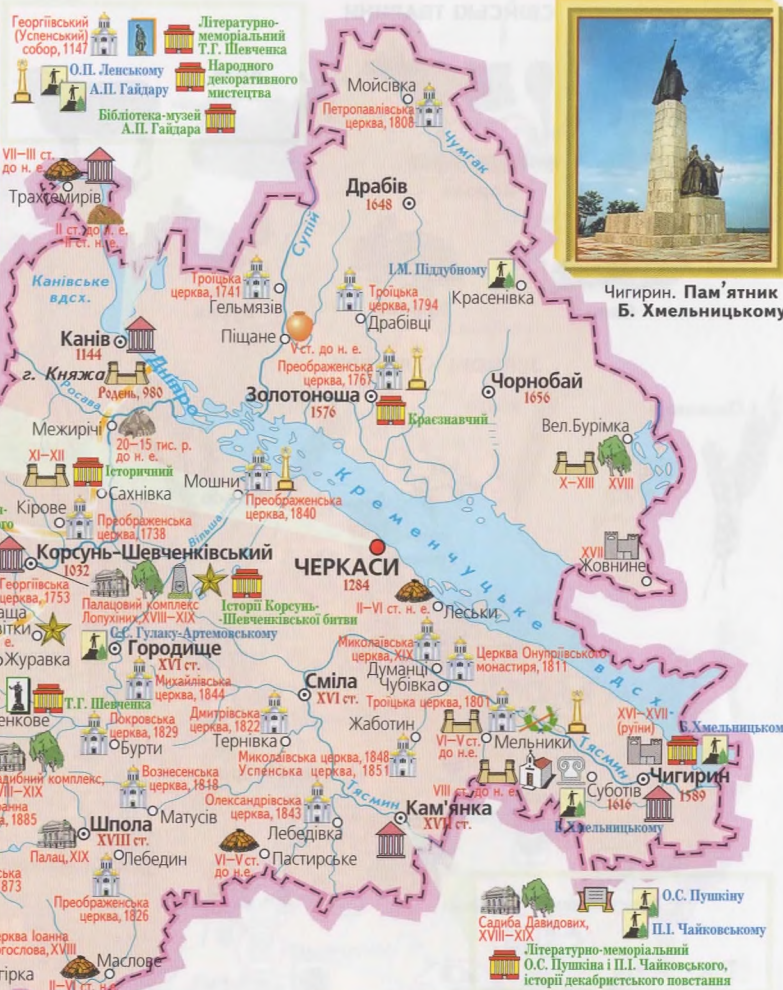 Георгіївський
(Успенський)
собор, 1147
Літературно-
меморіальний
Т.Г. Шевченка
О.П. Ленському
А.П. Гайдару
Народного
декоративного
мистецтва
Бібліотека-музей
А.П. Гайдара
Чигирин. Пам'ятник
Б. Хмельницькому
Мойсівка
Петропавлівська
церква, 1808
Чумгак
VII–III ст.
до н. е.
Трахтемирів
II ст. до н. е.
II ст. н. е.
Драбів
1648
Супій
Канівське
вдсх.
Троїцька
церква, 1741
Гельмязів
І.М. Піддубному
Красенівка
Троїцька
церква, 1794
Драбівці
Піщане
V ст. до н. е.
Канів
1144
г. Княжа
Родень, 980
Дніпро
Росава
Преображенська
церква, 1767
Золотоноша
1576
Краєзнавчий
Чорнобай
1656
Межирічі
20–15 тис. р.
до н. е.
Вел.Бурімка
X–XIII
XVIII
XI–XII
Історичний
Сахнівка
Мошни
Преображенська
церква, 1840
Кірове
Преображенська
церква, 1738
Вільша
Кременчуцьке вдсх.
Корсунь-Шевченківський
1032
ЧЕРКАСИ
1284
XVII
Жовнине
Георгіївська
церква, 1753
Палацовий комплекс
Лопухіних,XVIII–XIX
Історії Корсунь-
-Шевченківської битви
II–VI ст. н. е.
Леськи
С.С. Гулаку-Артемовському
Городище
XVI ст.
Журавка
Михайлівська
церква, 1844
Миколаївська
церква, XIX
Думанці
Чубівка
Церква Онуфріївського
монастиря, 1811
Сміла
XVI ст.
Троїцька церква, 1801
Т.Г. Шевченка
Покровська
церква, 1829
Бурти
Дмитрівська
церква, 1822
Тернівка
Жаботин
VI–V ст.
до н.е.
Мельники
Тясмин
XVI–XVII
(руїни)
Б.Хмельницькому
Миколаївська церква, 1848
Успенська церква, 1851
VIII ст. до н. е.
Суботів
1616
Чигирин
1589
Б.Хмельницькому
Вознесенська
церква, 1818
Матусів
Олександрівська
церква, 1843
Лебедівка
Тясмин
Кам'янка
XVII ст.
Шпола
XVIII ст.
Палац, XIX
Лебедин
VI–V ст.
до н.е.
Пастирське
Преображенська
церква, 1826
Маслове
Садиба Давидових,
XVIII–XIX
О.С. Пушкіну
П.І. Чайковському
Літературно-меморіальний
О.С. Пушкіна і П.І. Чайковського,
історії декабристського повстання